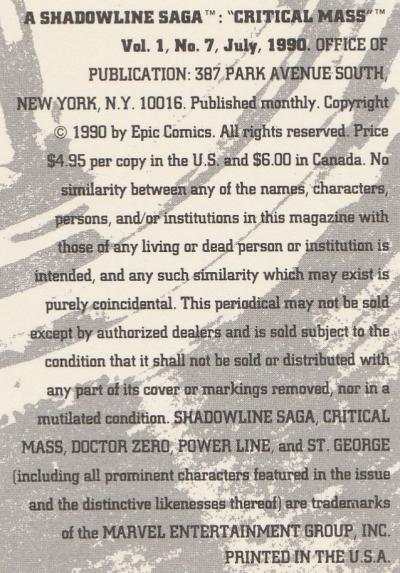 A SHADOWLINE SAGA™: "CRITICAL MASS"™
Vol. 1, No. 7, July, 1990. OFFICE OF
PUBLICATION: 387 PARK AVENUE SOUTH,
NEW YORK, N.Y. 10016. Published monthly. Copyright
© 1990 by Epic Comics. All rights reserved. Price
$4.95 per copy in the U.S. and $6.00 in Canada. No
similarity between any of the names, characters,
persons, and/or institutions in this magazine with
those of any living or dead person or institution is
intended, and any such similarity which may exist is
purely coincidental. This periodical may not be sold
except by authorized dealers and is sold subject to the
condition that it shall not be sold or distributed with
any part of its cover or markings removed, nor in a
mutilated condition. SHADOWLINE SAGA, CRITICAL
MASS, DOCTOR ZERO, POWER LINE, and ST. GEORGE
(including all prominent characters featured in the issue
and the distinctive likenesses thereof) are trademarks
of the MARVEL ENTERTAINMENT GROUP, INC.
PRINTED IN THE U.S.A.